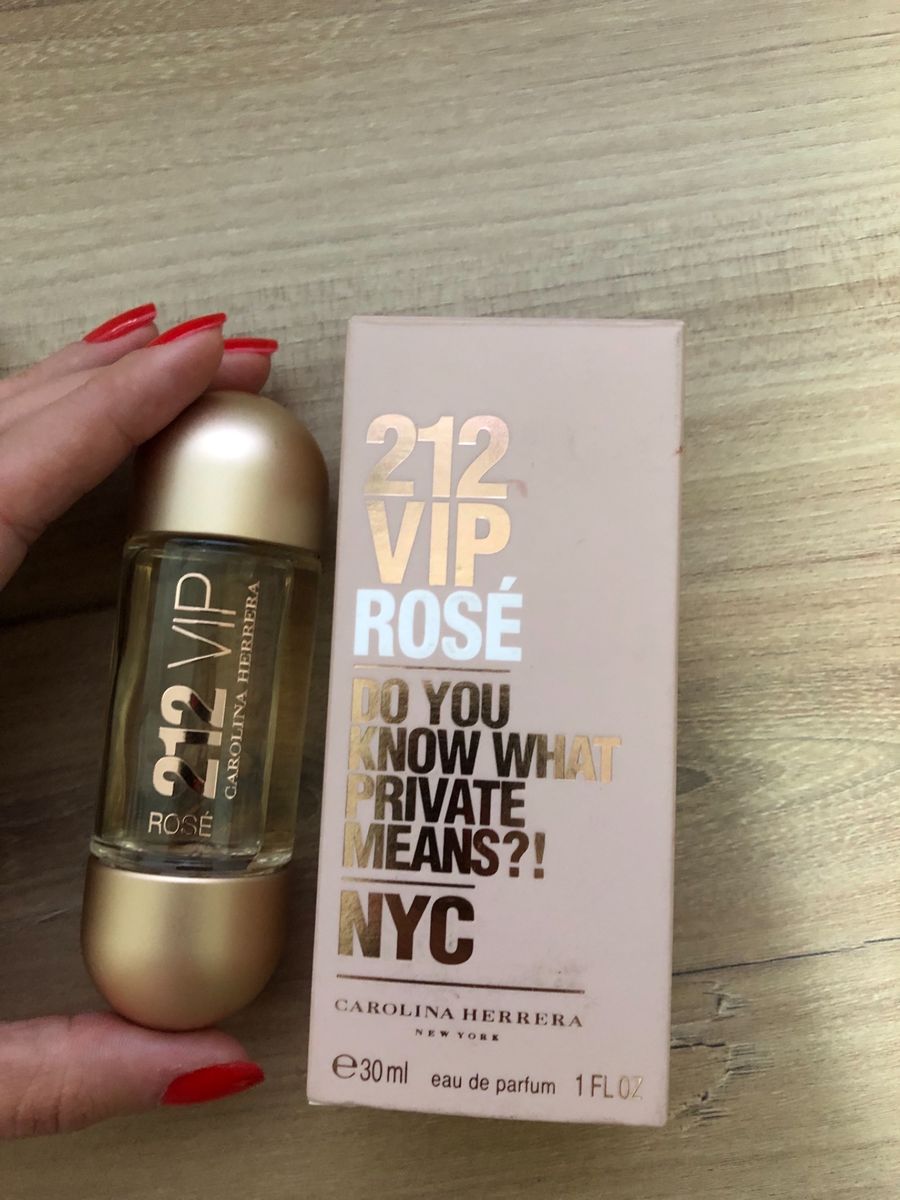 ROSÉ
212 VIP
CAROLINA HERRERA
212
VIP
ROSÉ
DO YOU
KNOW WHAT
PRIVATE
MEANS?!
NYC
CAROLINA HERRERA
NEW YORK
℮30ml eau de parfum 1 FL OZ